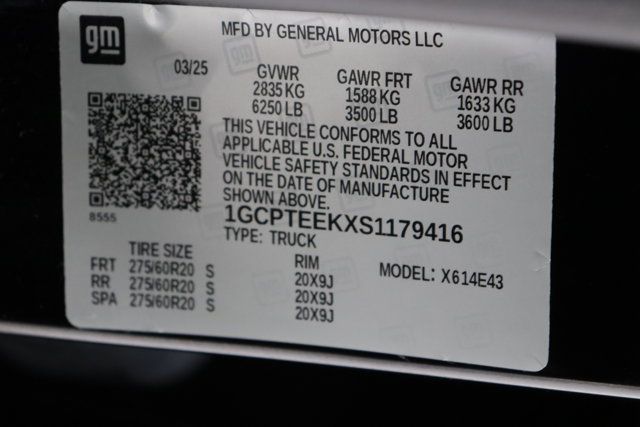 gm
MFD BY GENERAL MOTORS LLC
03/25
GVWR
2835 KG
6250 LB
GAWR FRT
1588 KG
3500 LB
GAWR RR
1633 KG
3600 LB
THIS VEHICLE CONFORMS TO ALL
APPLICABLE U.S. FEDERAL MOTOR
VEHICLE SAFETY STANDARDS IN EFFECT
ON THE DATE OF MANUFACTURE
SHOWN ABOVE.
8555
1GCPTEEKXS1179416
TYPE: TRUCK
TIRE SIZE
RIM
MODEL: X614E43
FRT 275/60R20 S 20X9J
RR 275/60R20 S 20X9J
SPA 275/60R20 S 20X9J